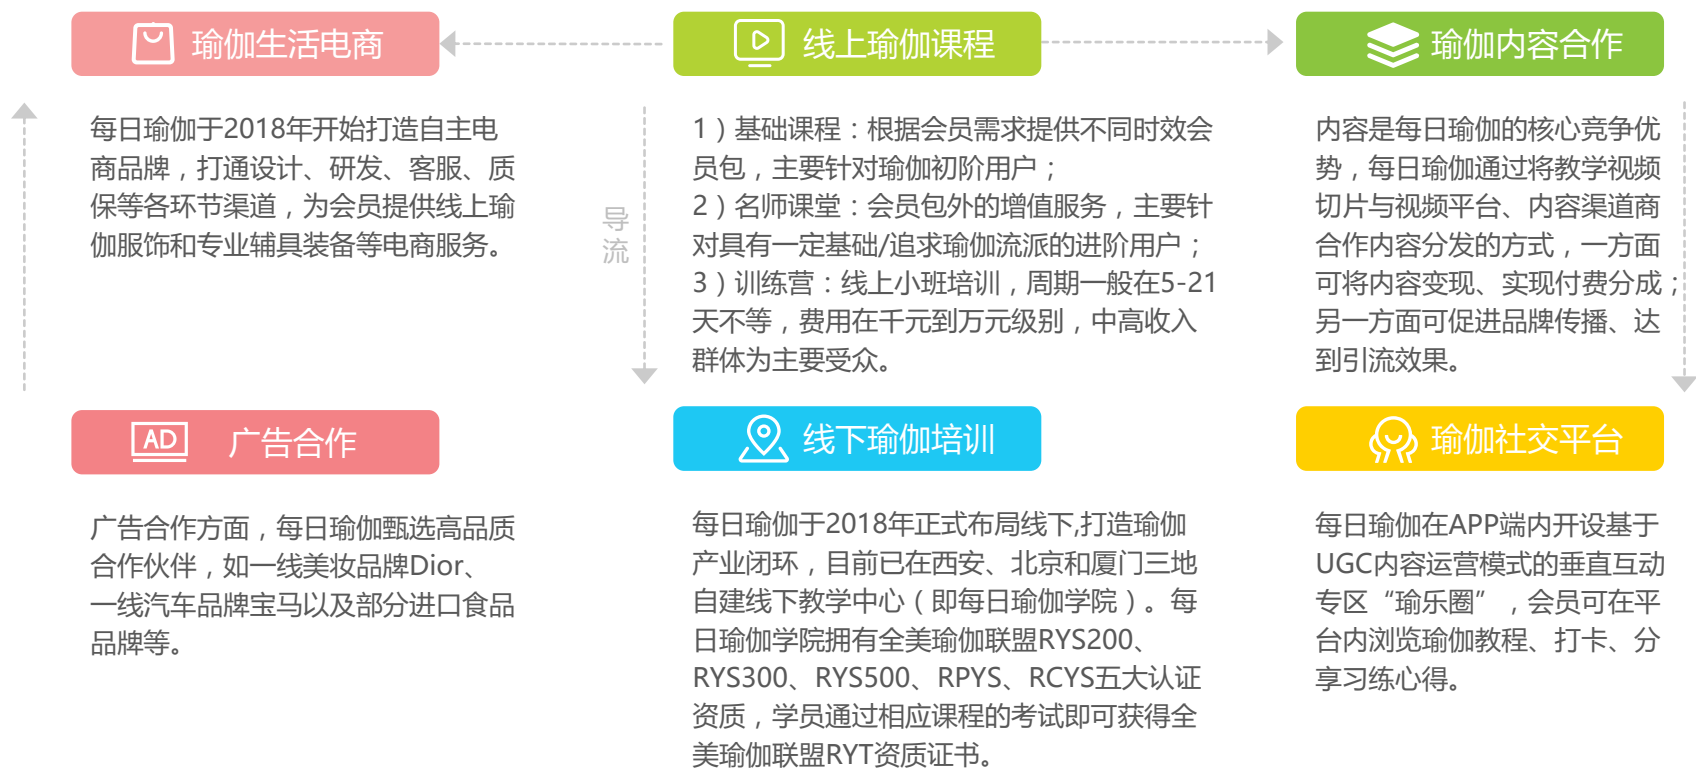 瑜伽生活电商
每日瑜伽于2018年开始打造自主电
商品牌，打通设计、研发、客服、质
保等各环节渠道，为会员提供线上瑜
伽服饰和专业辅具装备等电商服务。
导
流
线上瑜伽课程
1）基础课程：根据会员需求提供不同时效会
员包，主要针对瑜伽初阶用户；
2）名师课堂：会员包外的增值服务，主要针
对具有一定基础/追求瑜伽流派的进阶用户；
3）训练营：线上小班培训，周期一般在5-21
天不等，费用在千元到万元级别，中高收入
群体为主要受众。
瑜伽内容合作
内容是每日瑜伽的核心竞争优
势，每日瑜伽通过将教学视频
切片与视频平台、内容渠道商
合作内容分发的方式，一方面
可将内容变现、实现付费分成；
另一方面可促进品牌传播、达
到引流效果。
AD 广告合作
广告合作方面，每日瑜伽甄选高品质
合作伙伴，如一线美妆品牌Dior、
一线汽车品牌宝马以及部分进口食品
品牌等。
线下瑜伽培训
每日瑜伽于2018年正式布局线下,打造瑜伽
产业闭环，目前已在西安、北京和厦门三地
自建线下教学中心（即每日瑜伽学院）。每
日瑜伽学院拥有全美瑜伽联盟RYS200、
RYS300、RYS500、RPYS、RCYS五大认证
资质，学员通过相应课程的考试即可获得全
美瑜伽联盟RYT资质证书。
瑜伽社交平台
每日瑜伽在APP端内开设基于
UGC内容运营模式的垂直互动
专区“瑜乐圈”，会员可在平
台内浏览瑜伽教程、打卡、分
享习练心得。